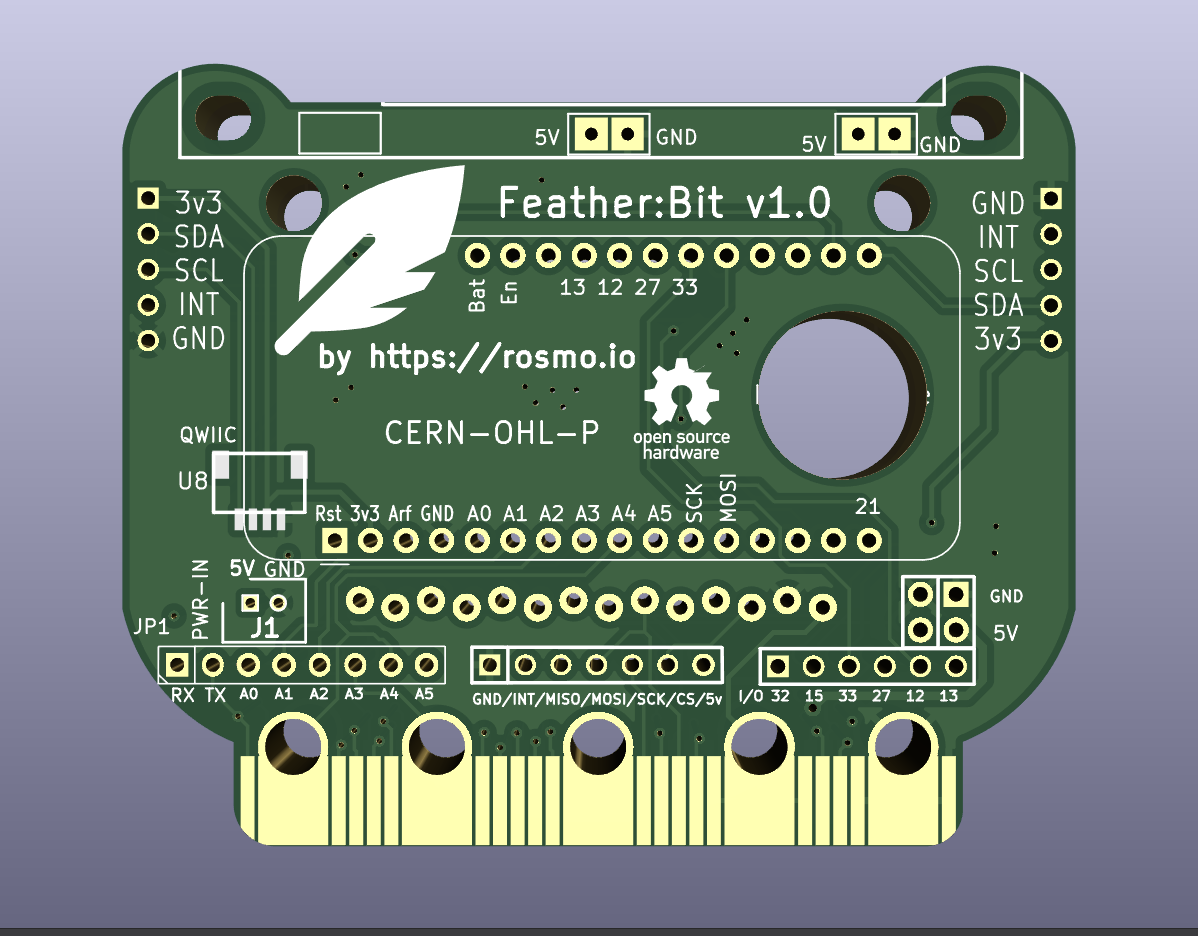 5V GND
5V GND
Feather:Bit v1.0
3v3
SDA
SCL
INT
GND
GND
INT
SCL
SDA
3v3
Bat En 13 12 27 33
by https://rosmo.io
CERN-OHL-P
open source
hardware
QWIIC
U8
Rst 3v3 Arf GND A0 A1 A2 A3 A4 A5 SCK MOSI 21
5V GND
PWR-IN
J1
JP1
GND
5V
RX TX A0 A1 A2 A3 A4 A5
GND/INT/MISO/MOSI/SCK/CS/5v
I/O 32 15 33 27 12 13